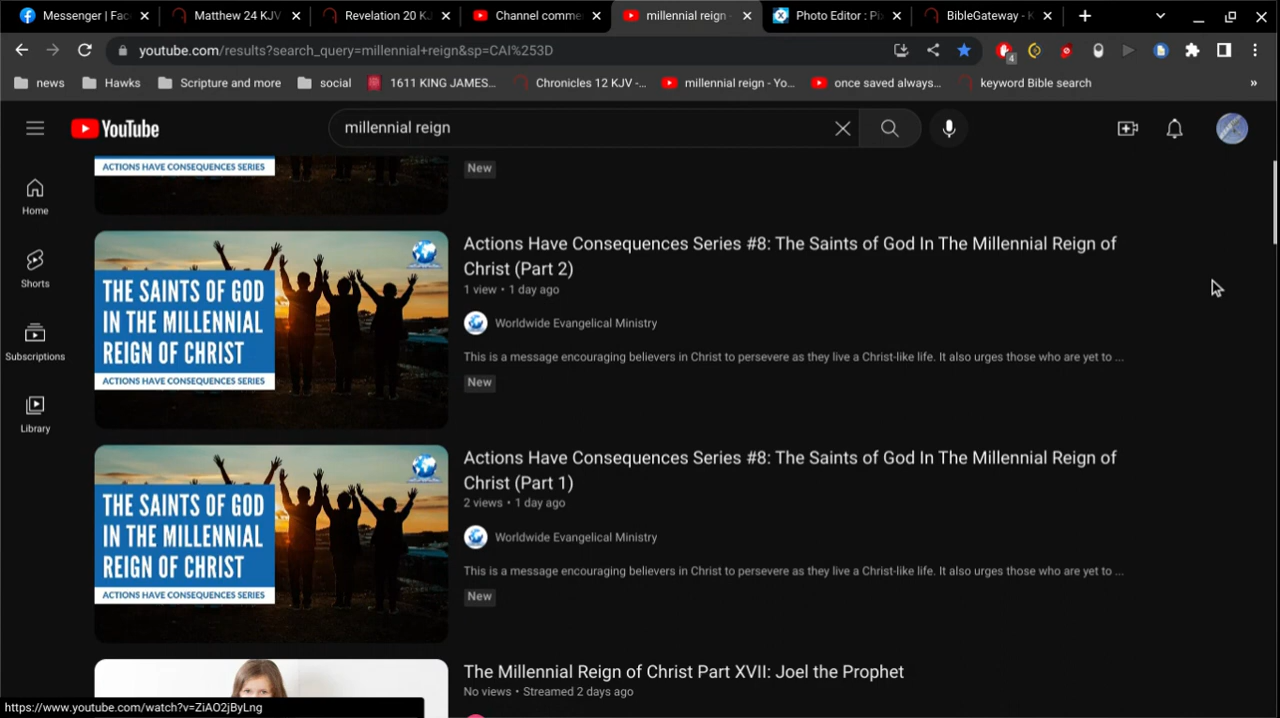 Messenger | Fac
Matthew 24 KJV
Revelation 20 KJ
Channel comme
millennial reign -
Photo Editor : Pi
BibleGateway - K
youtube.com/results?search_query=millennial+reign&sp=CAI%253D
4
news
Hawks
Scripture and more
social
1611 KING JAMES...
Chronicles 12 KJV -...
millennial reign - Yo...
once saved always...
keyword Bible search
»
YouTube
millennial reign
Home
Shorts
Subscriptions
Library
ACTIONS HAVE CONSEQUENCES SERIES
New
THE SAINTS OF GOD
IN THE MILLENNIAL
REIGN OF CHRIST
ACTIONS HAVE CONSEQUENCES SERIES
Actions Have Consequences Series #8: The Saints of God In The Millennial Reign of
Christ (Part 2)
1 view • 1 day ago
Worldwide Evangelical Ministry
This is a message encouraging believers in Christ to persevere as they live a Christ-like life. It also urges those who are yet to ...
New
THE SAINTS OF GOD
IN THE MILLENNIAL
REIGN OF CHRIST
ACTIONS HAVE CONSEQUENCES SERIES
Actions Have Consequences Series #8: The Saints of God In The Millennial Reign of
Christ (Part 1)
2 views • 1 day ago
Worldwide Evangelical Ministry
This is a message encouraging believers in Christ to persevere as they live a Christ-like life. It also urges those who are yet to ...
New
The Millennial Reign of Christ Part XVII: Joel the Prophet
No views • Streamed 2 days ago
https://www.youtube.com/watch?v=ZiAO2jByLng